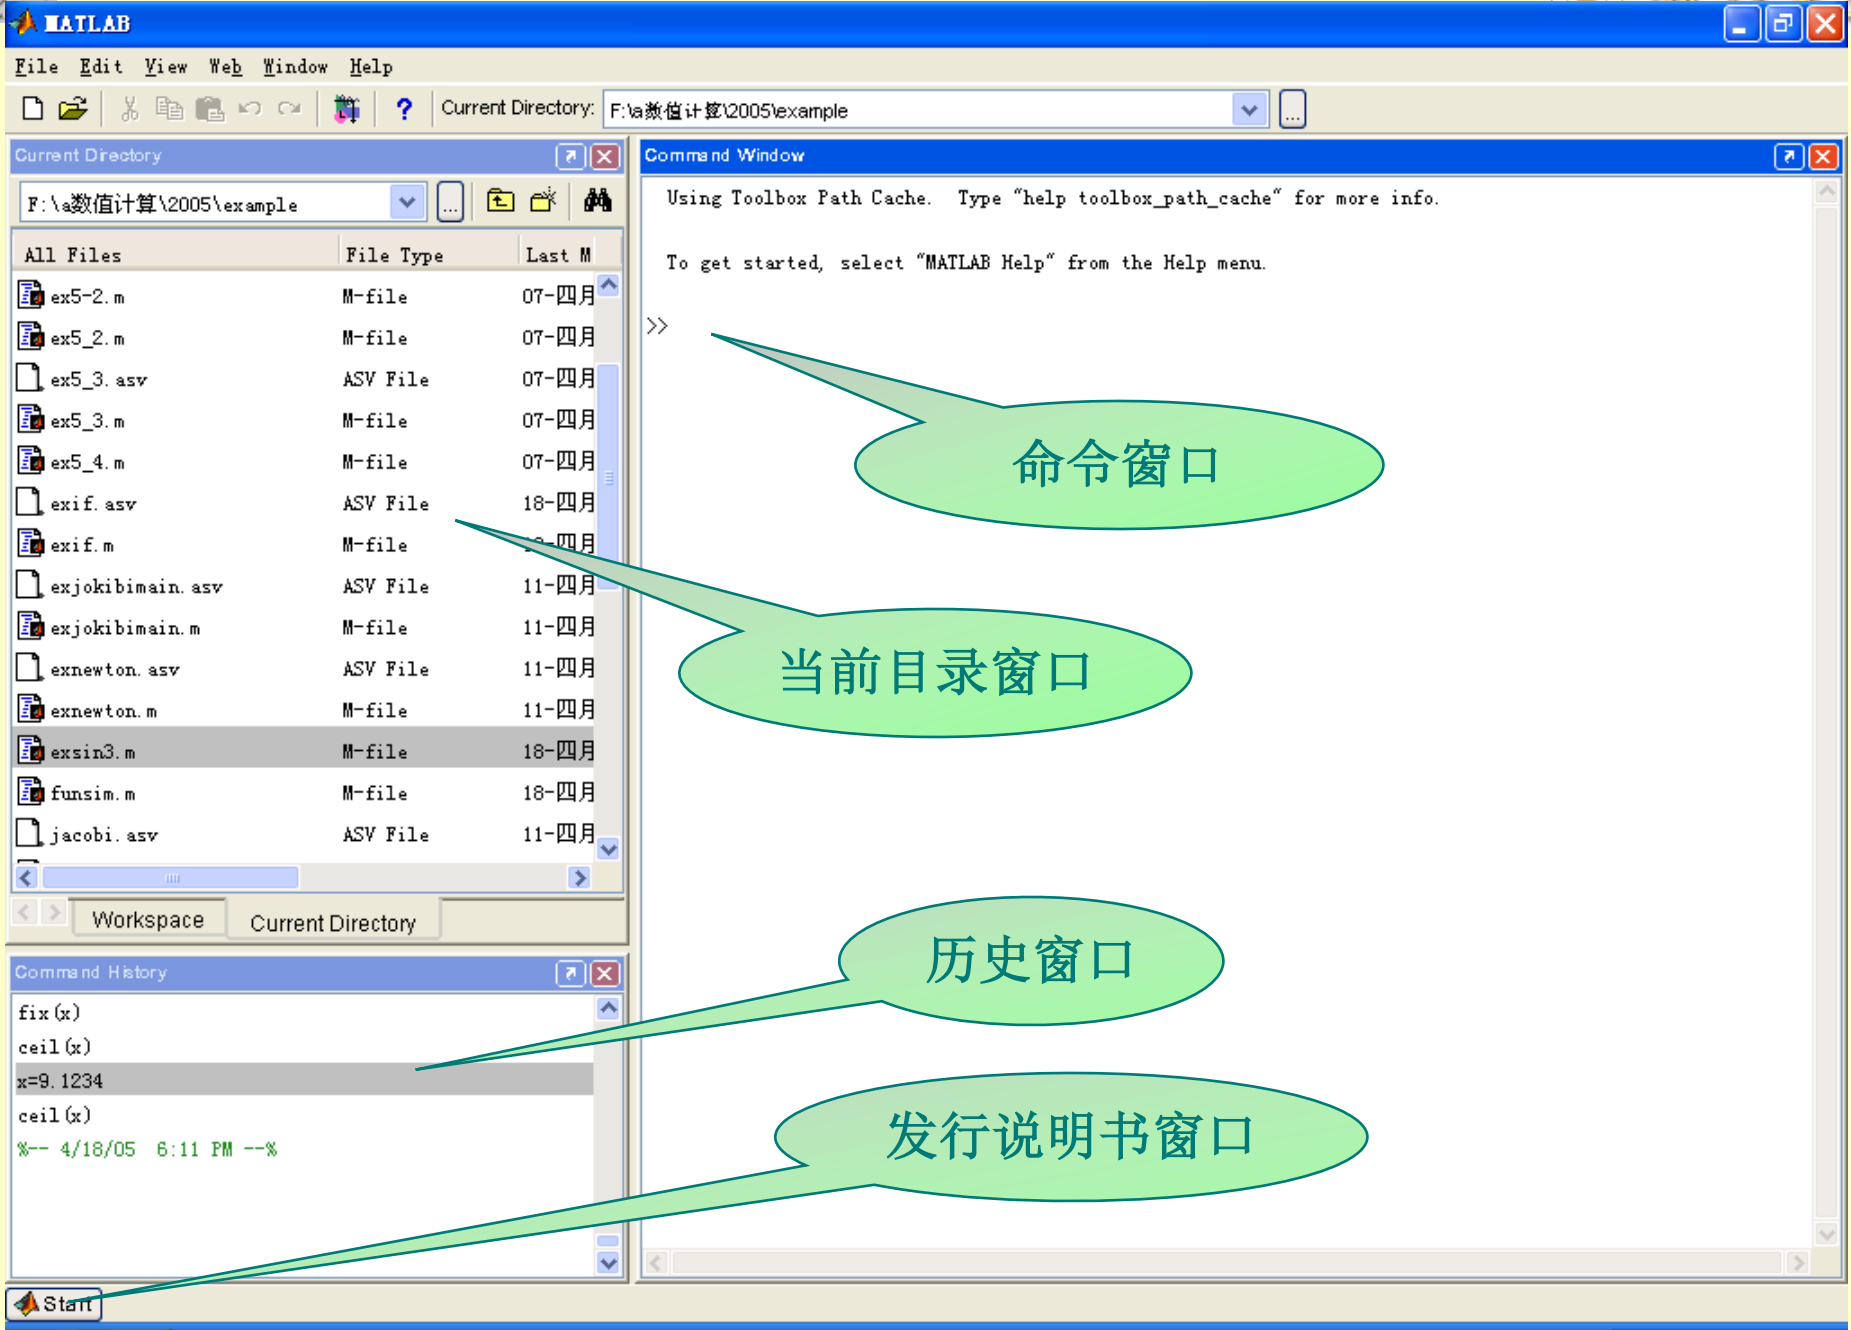 MATLAB
File Edit View Web Window Help
Current Directory: F:\a数值计算\2005\example ...
Current Directory
F:\a数值计算\2005\example ...
All Files File Type Last M
ex5-2.m M-file 07-四月
ex5_2.m M-file 07-四月
ex5_3.asv ASV File 07-四月
ex5_3.m M-file 07-四月
ex5_4.m M-file 07-四月
exif.asv ASV File 18-四月
exif.m M-file 18-四月
exjokibimain.asv ASV File 11-四月
exjokibimain.m M-file 11-四月
exnewton.asv ASV File 11-四月
exnewton.m M-file 11-四月
exsin3.m M-file 18-四月
funsim.m M-file 18-四月
jacobi.asv ASV File 11-四月
Workspace Current Directory
Command History
fix(x)
ceil(x)
x=9.1234
ceil(x)
%-- 4/18/05 6:11 PM --%
Start
Command Window
Using Toolbox Path Cache. Type "help toolbox_path_cache" for more info.
To get started, select "MATLAB Help" from the Help menu.
>>
命令窗口
当前目录窗口
历史窗口
发行说明书窗口